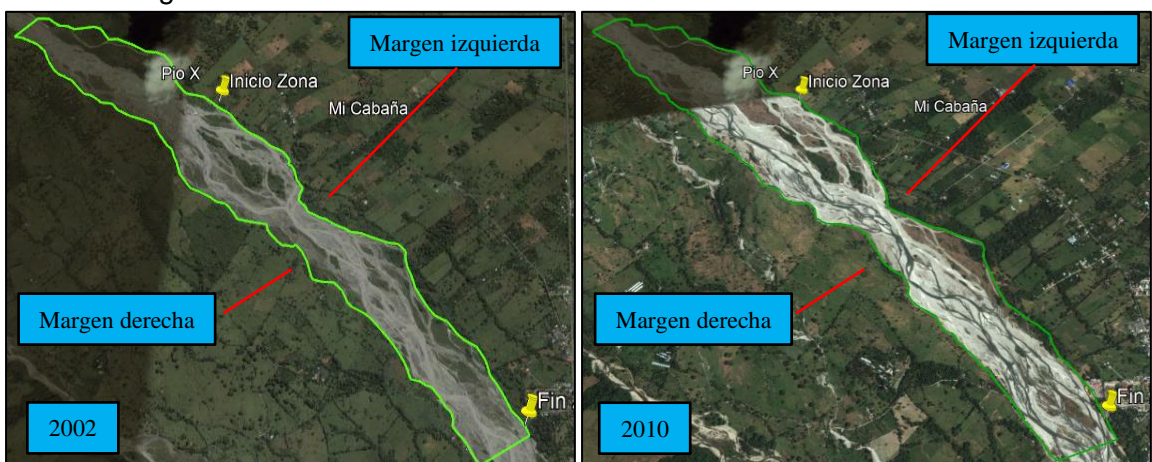 Margen izquierda
Pio X
Inicio Zona
Mi Cabaña
Margen derecha
Fin
2002
Margen izquierda
Pio X
Inicio Zona
Mi Cabaña
Margen derecha
Fin
2010